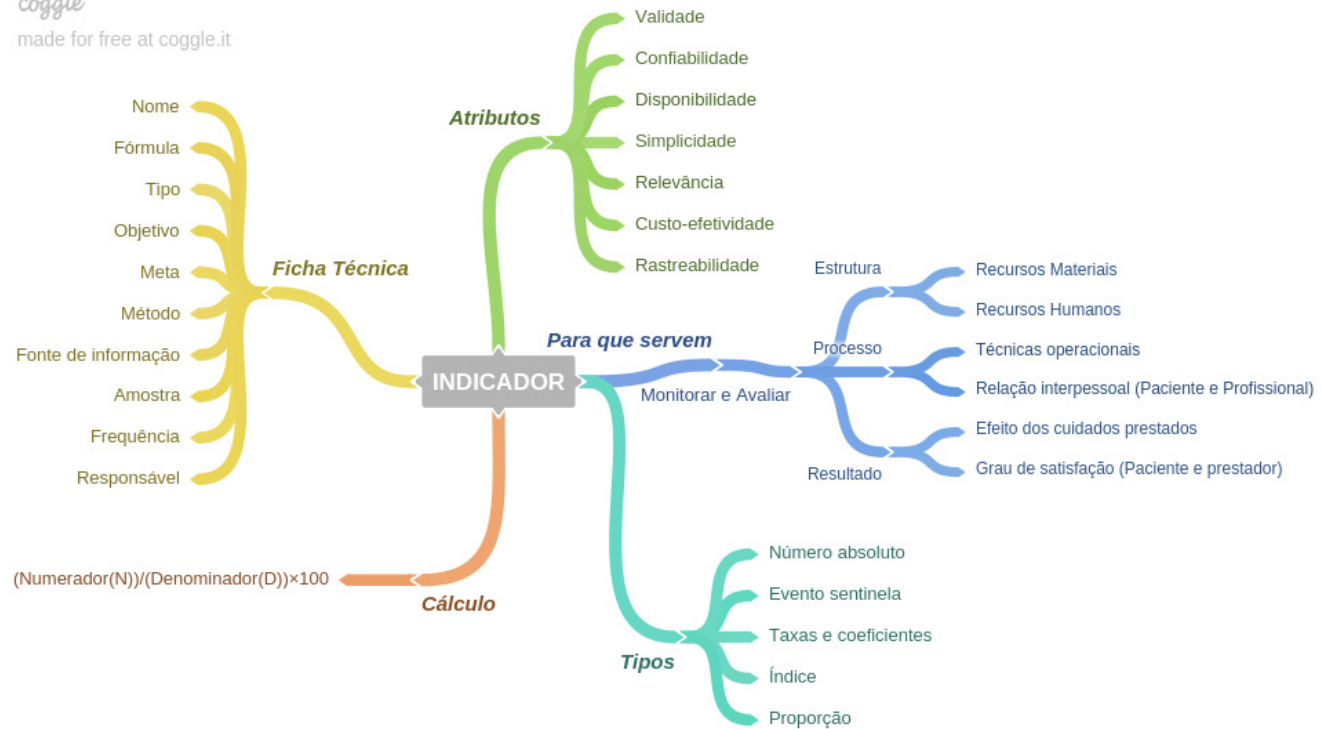 coggle
made for free at coggle.it
Nome
Fórmula
Tipo
Objetivo
Meta
Método
Fonte de informação
Amostra
Frequência
Responsável
Ficha Técnica
Atributos
Validade
Confiabilidade
Disponibilidade
Simplicidade
Relevância
Custo-efetividade
Rastreabilidade
INDICADOR
Para que servem
Monitorar e Avaliar
Estrutura
Recursos Materiais
Recursos Humanos
Processo
Técnicas operacionais
Relação interpessoal (Paciente e Profissional)
Resultado
Efeito dos cuidados prestados
Grau de satisfação (Paciente e prestador)
(Numerador(N))/(Denominador(D))×100
Cálculo
Tipos
Número absoluto
Evento sentinela
Taxas e coeficientes
Índice
Proporção